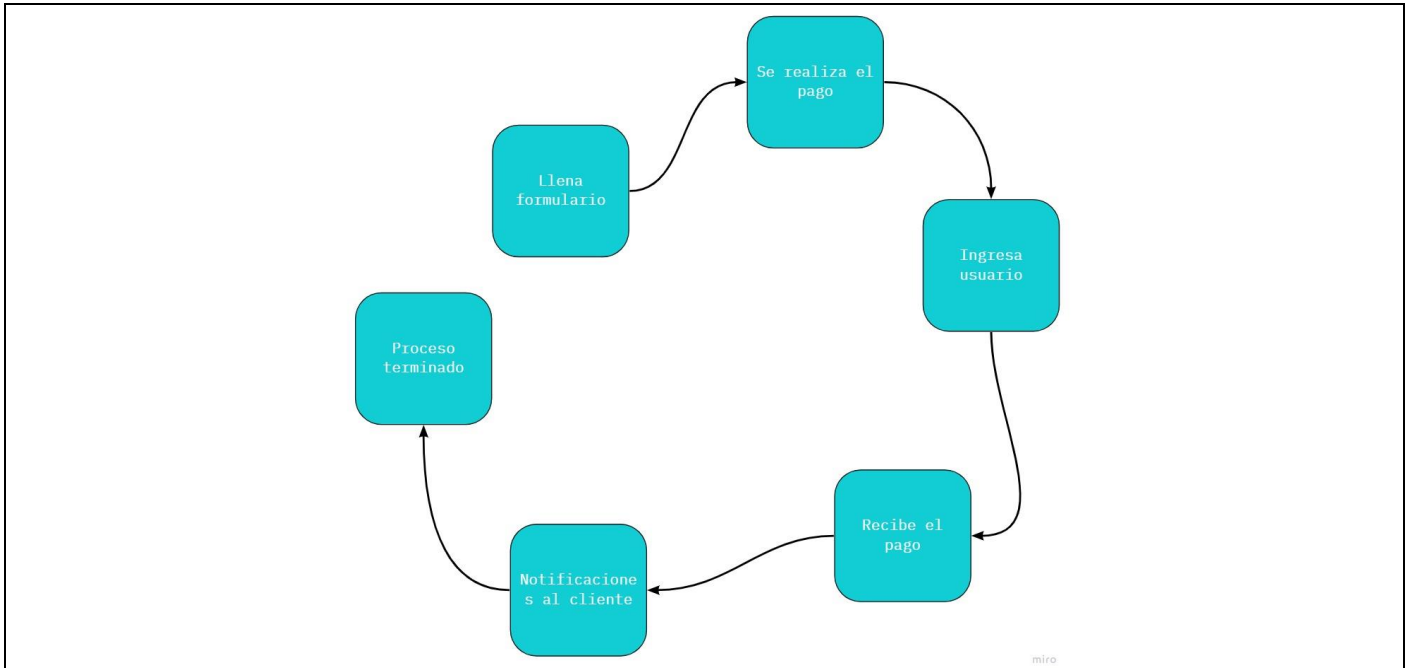 Se realiza el
pago
Llena
formulario
Ingresa
usuario
Proceso
terminado
Recibe el
pago
Notificacione
s al cliente
miro